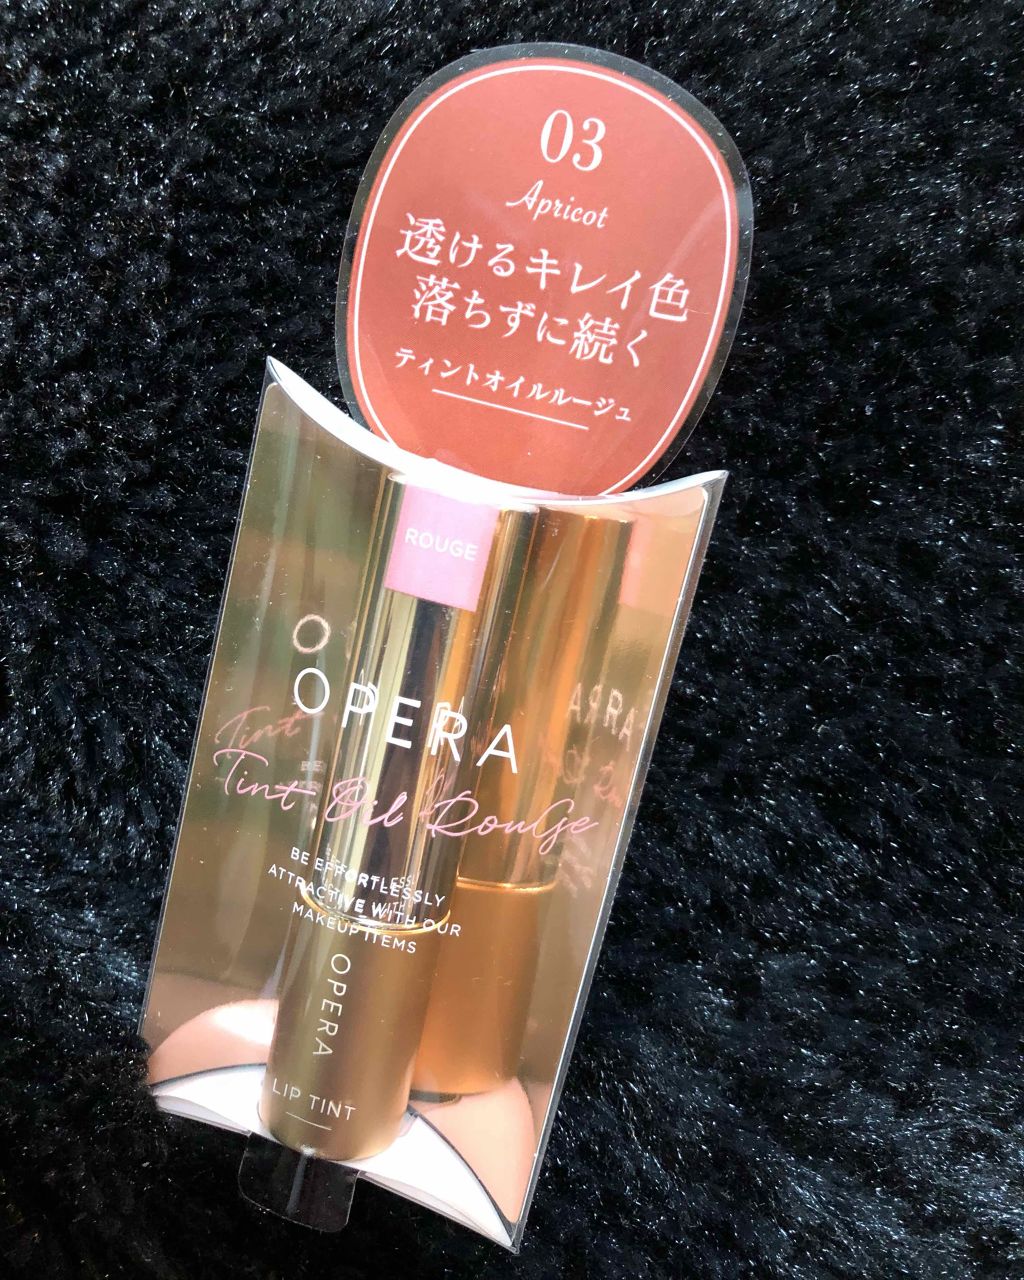 03
Apricot
透けるキレイ色
落ちずに続く
ティントオイルルージュ
ROUGE
OPERA
Tint Oil Rouge
BE EFFORTLESSLY
ATTRACTIVE WITH OUR
MAKEUP ITEMS
OPERA
LIP TINT